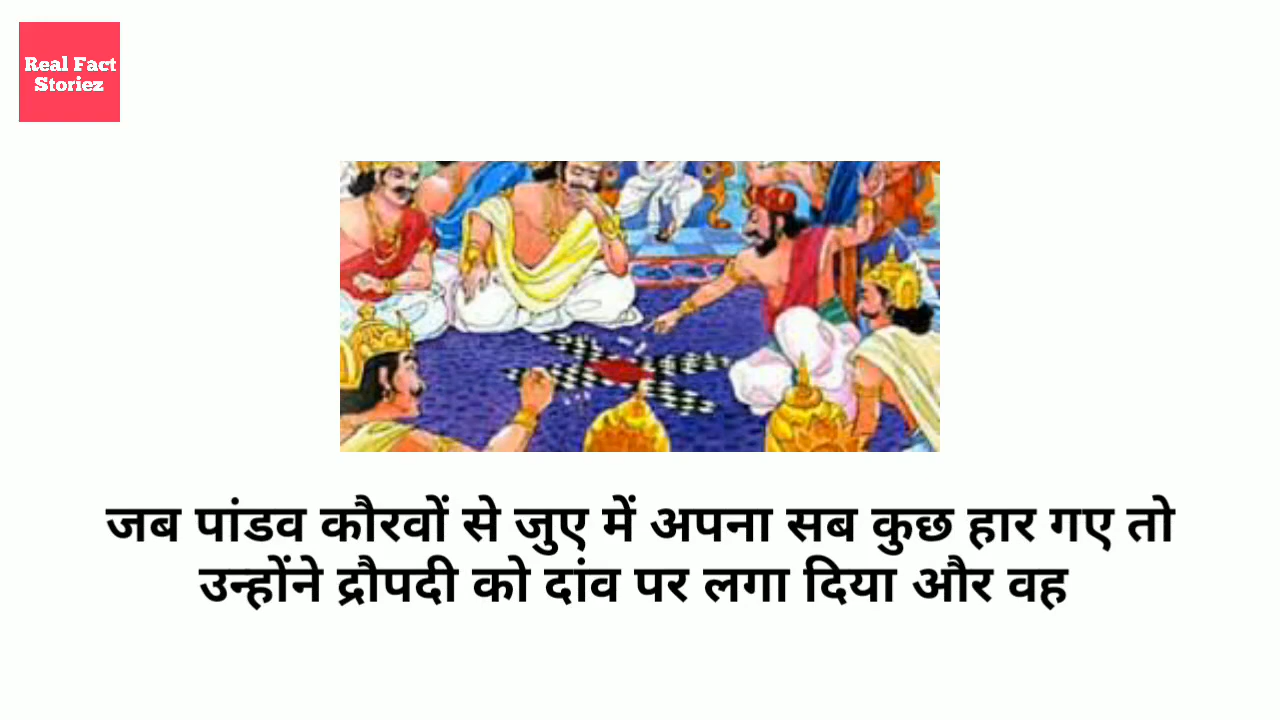 Real Fact
Storiez
जब पांडव कौरवों से जुए में अपना सब कुछ हार गए तो
उन्होंने द्रौपदी को दांव पर लगा दिया और वह